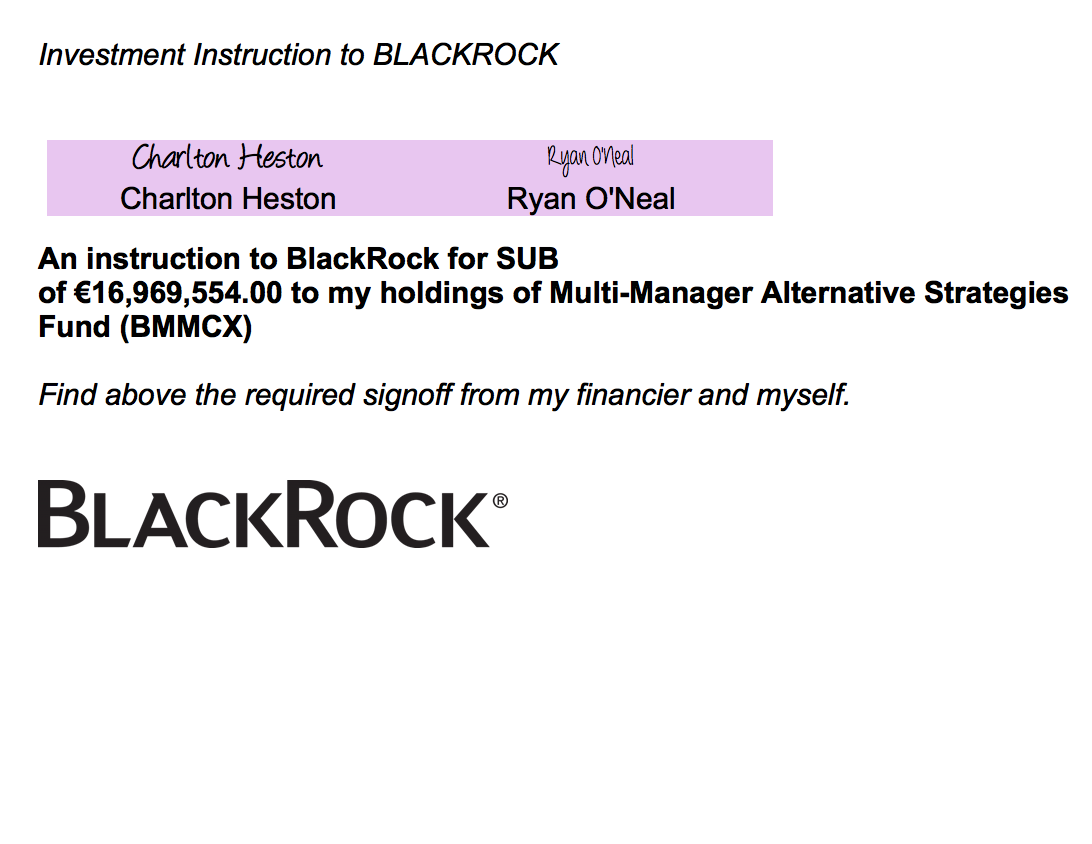 Investment Instruction to BLACKROCK
Charlton Heston Ryan O'Neal
Charlton Heston Ryan O'Neal
An instruction to BlackRock for SUB
of €16,969,554.00 to my holdings of Multi-Manager Alternative Strategies
Fund (BMMCX)
Find above the required signoff from my financier and myself.
BLACKROCK®